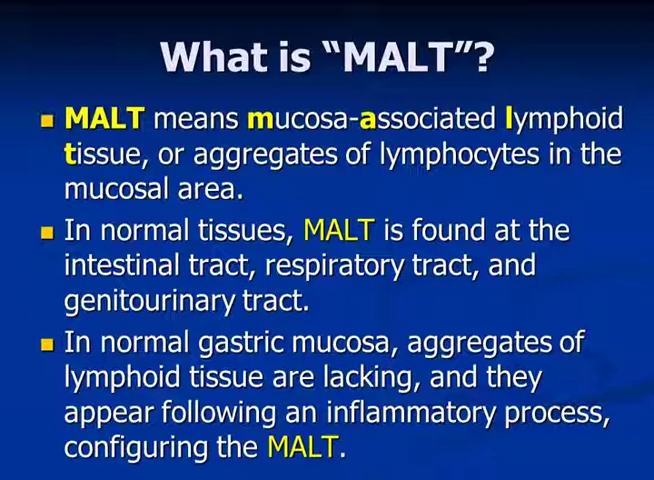 What is “MALT”?
MALT means mucosa-associated lymphoid
tissue, or aggregates of lymphocytes in the
mucosal area.
In normal tissues, MALT is found at the
intestinal tract, respiratory tract, and
genitourinary tract.
In normal gastric mucosa, aggregates of
lymphoid tissue are lacking, and they
appear following an inflammatory process,
configuring the MALT.